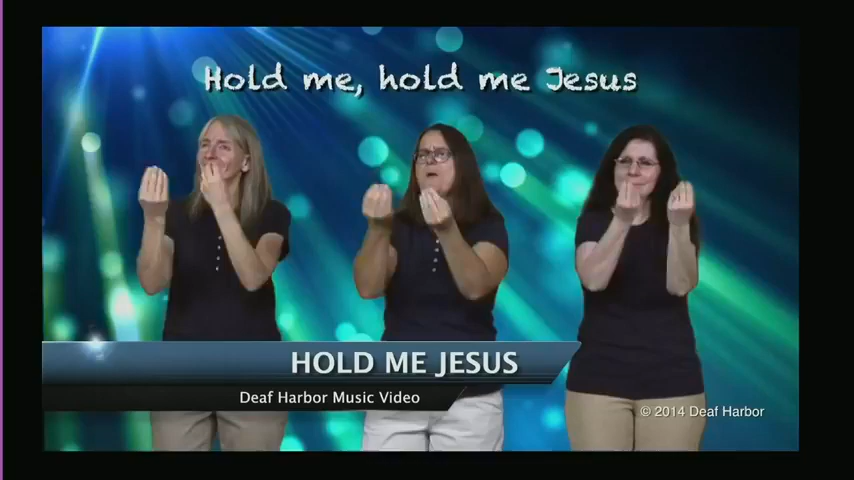 Hold me, hold me Jesus
HOLD ME JESUS
Deaf Harbor Music Video
© 2014 Deaf Harbor